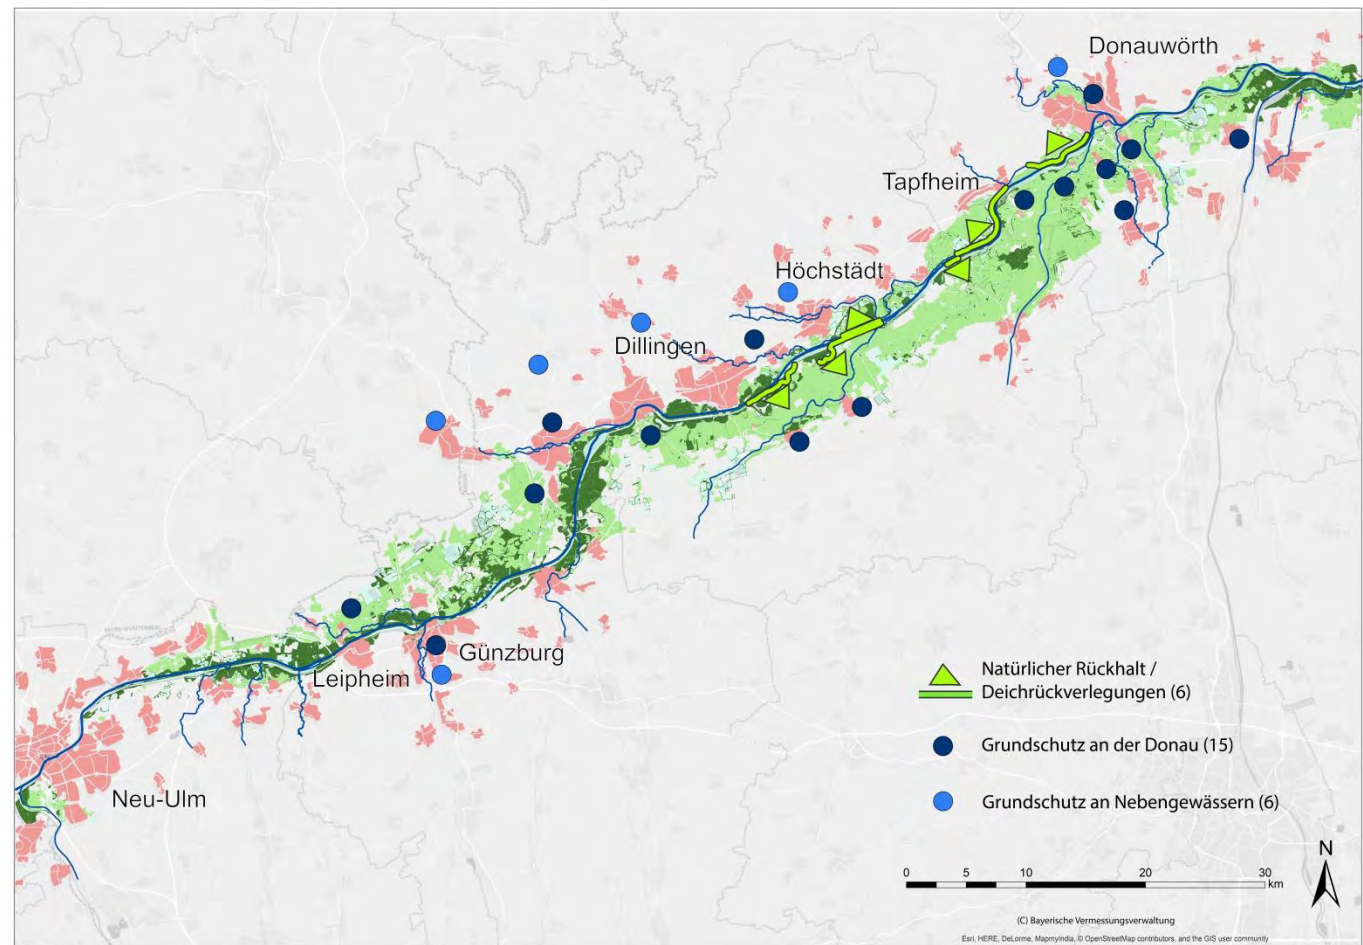 Donauwörth
Tapfheim
Höchstädt
Dillingen
Günzburg
Leipheim
Neu-Ulm
Natürlicher Rückhalt /
Deichrückverlegungen (6)
Grundschutz an der Donau (15)
Grundschutz an Nebengewässern (6)
N
0 5 10 20 30
km
(C) Bayerische Vermessungsverwaltung
Esri, HERE, DeLorme, MapmyIndia, © OpenStreetMap contributors, and the GIS user community